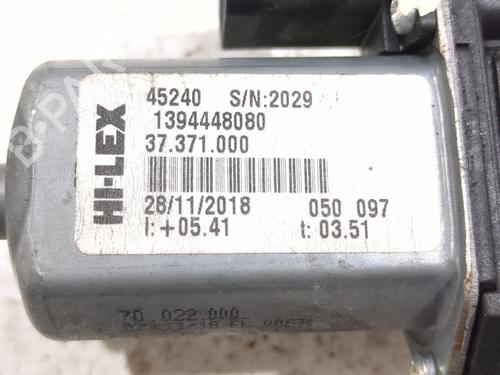 HI-LEX
45240 S/N:2029
1394448080
37.371.000
28/11/2018 050 097
I:+05.41 t:03.51
70 022 000